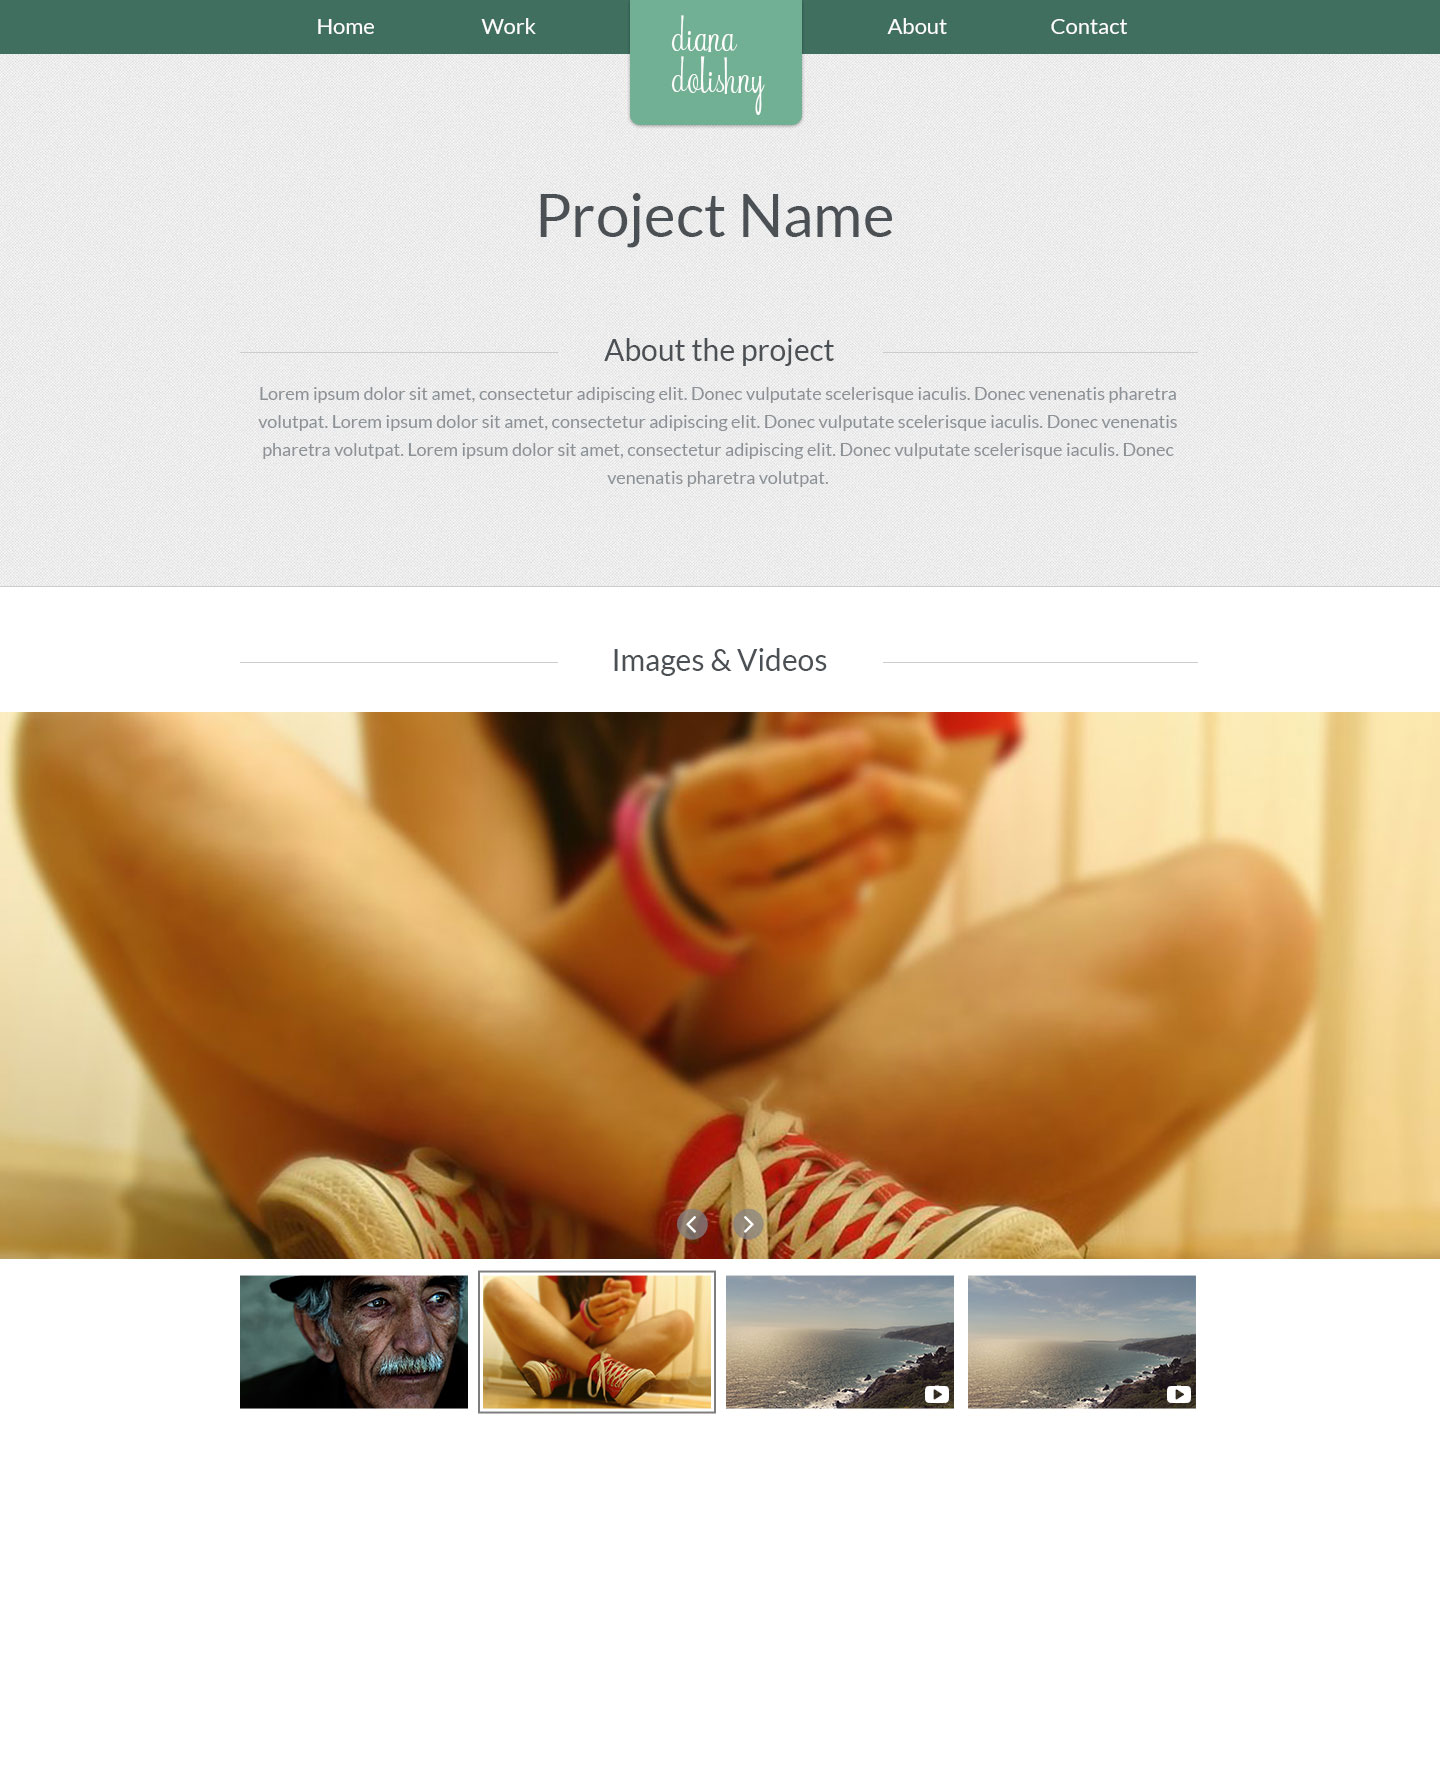 Home
Work
diana
dolishny
About
Contact
Project Name
About the project
Lorem ipsum dolor sit amet, consectetur adipiscing elit. Donec vulputate scelerisque iaculis. Donec venenatis pharetra
volutpat. Lorem ipsum dolor sit amet, consectetur adipiscing elit. Donec vulputate scelerisque iaculis. Donec venenatis
pharetra volutpat. Lorem ipsum dolor sit amet, consectetur adipiscing elit. Donec vulputate scelerisque iaculis. Donec
venenatis pharetra volutpat.
Images & Videos